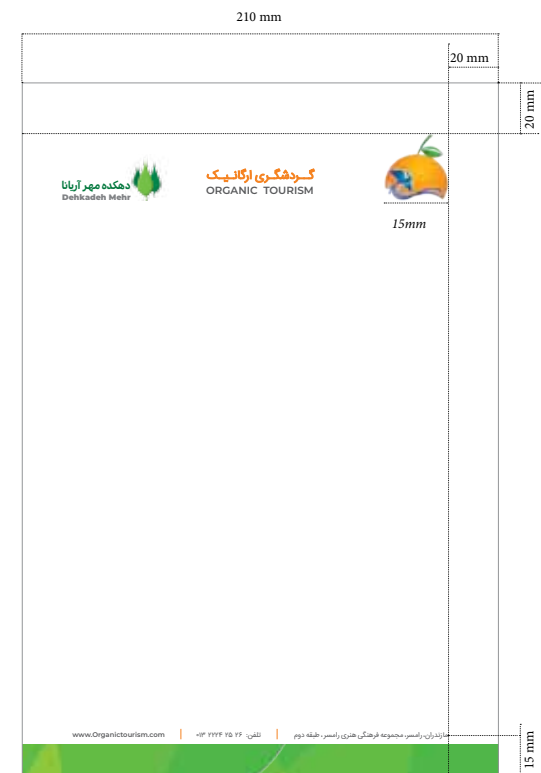 210 mm
20 mm
20 mm
گـــردشگـری ارگانـیـک
ORGANIC TOURISM
دهکده مهر آریانا
Dehkadeh Mehr
15mm
مازندران، رامسر، مجموعه فرهنگی هنری رامسر، طبقه دوم | تلفن: ۲۶ ۲۵ ۲۲۲۴ ۰۱۳ | www.Organictourism.com
15 mm